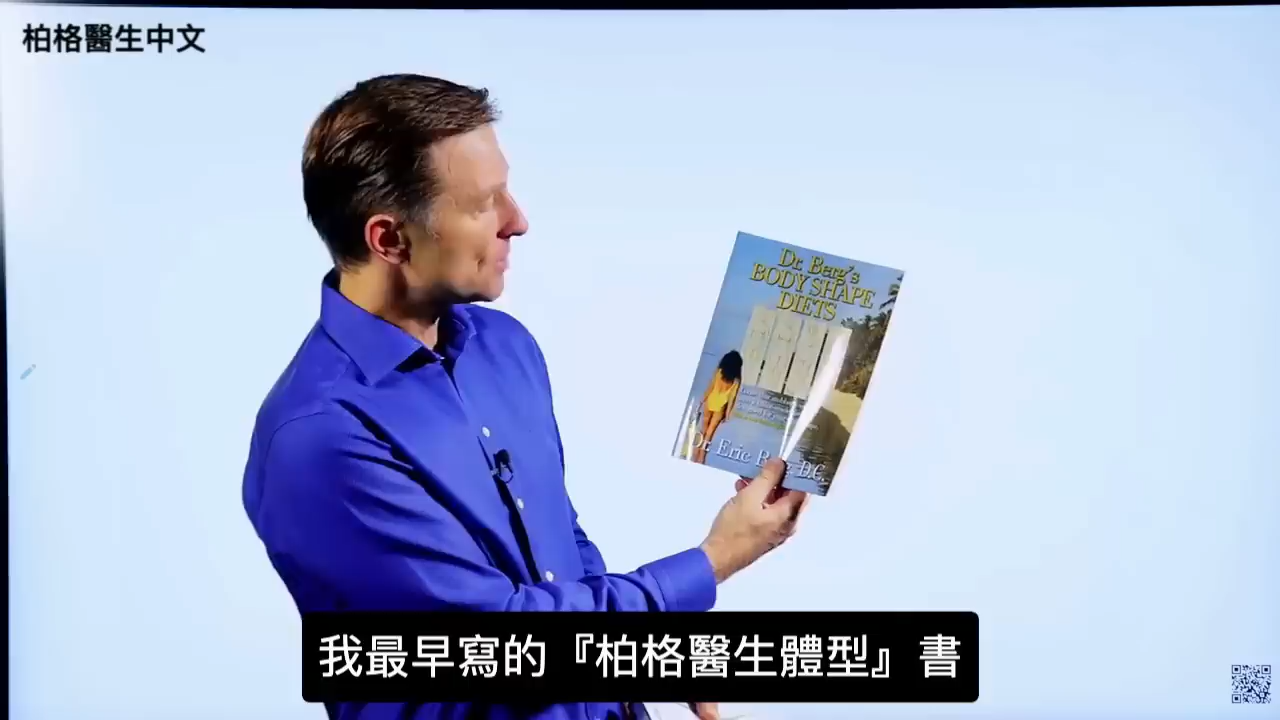 柏格醫生中文
Dr. Berg's
BODY SHAPE
DIETS
Dr. Eric Berg, D.C.
我最早寫的『柏格醫生體型』書